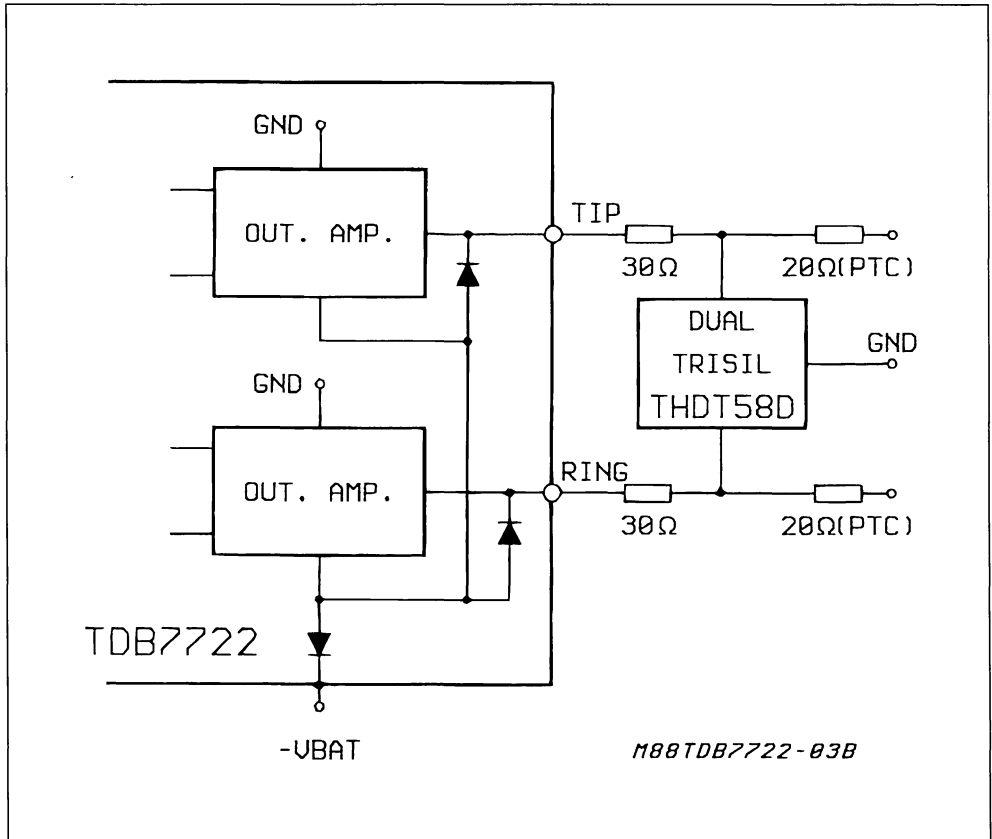 GND
TIP
OUT. AMP.
30Ω
20Ω(PTC)
DUAL
TRISIL
THDT58D
GND
GND
RING
OUT. AMP.
30Ω
20Ω(PTC)
TDB7722
-VBAT
M88TDB7722-03B